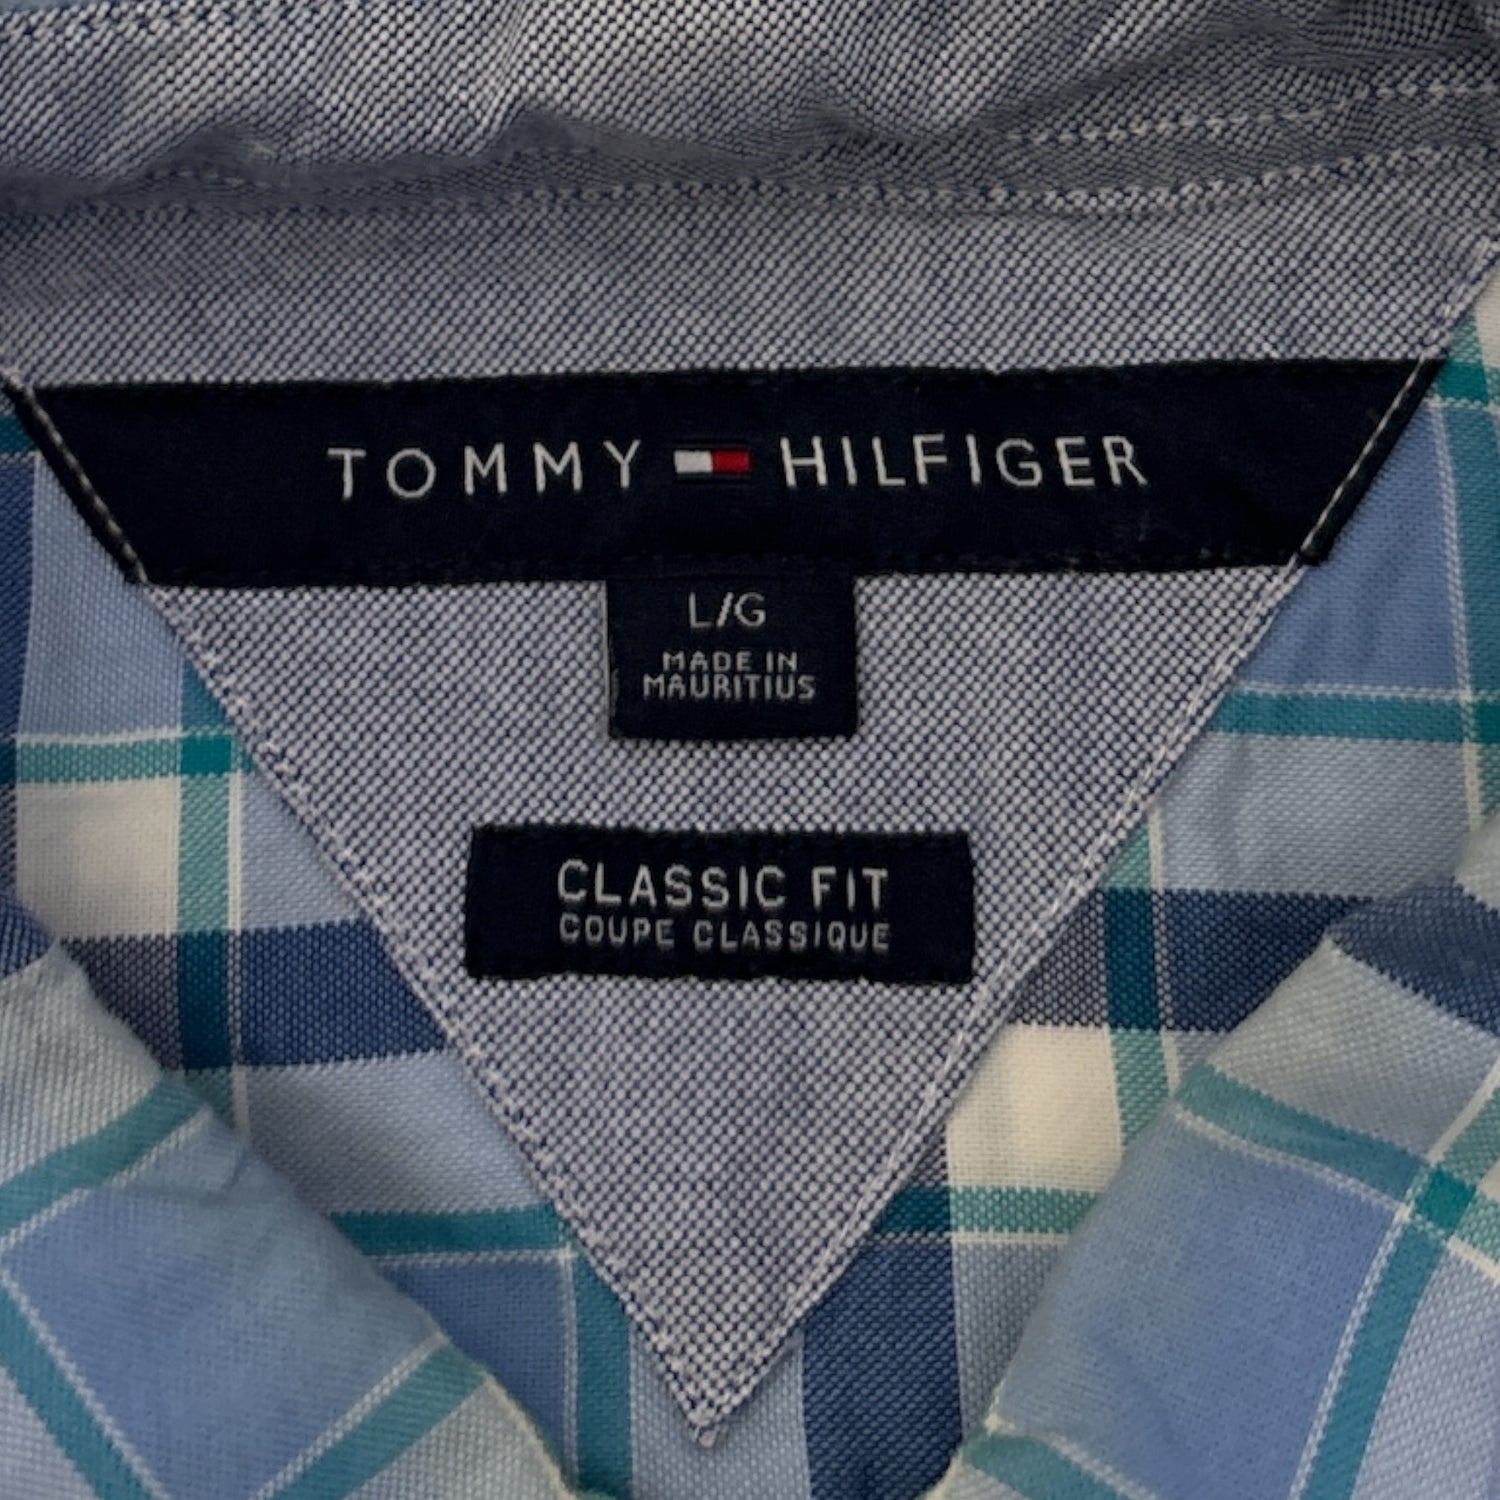 TOMMY HILFIGER
L/G
MADE IN
MAURITIUS
CLASSIC FIT
COUPE CLASSIQUE